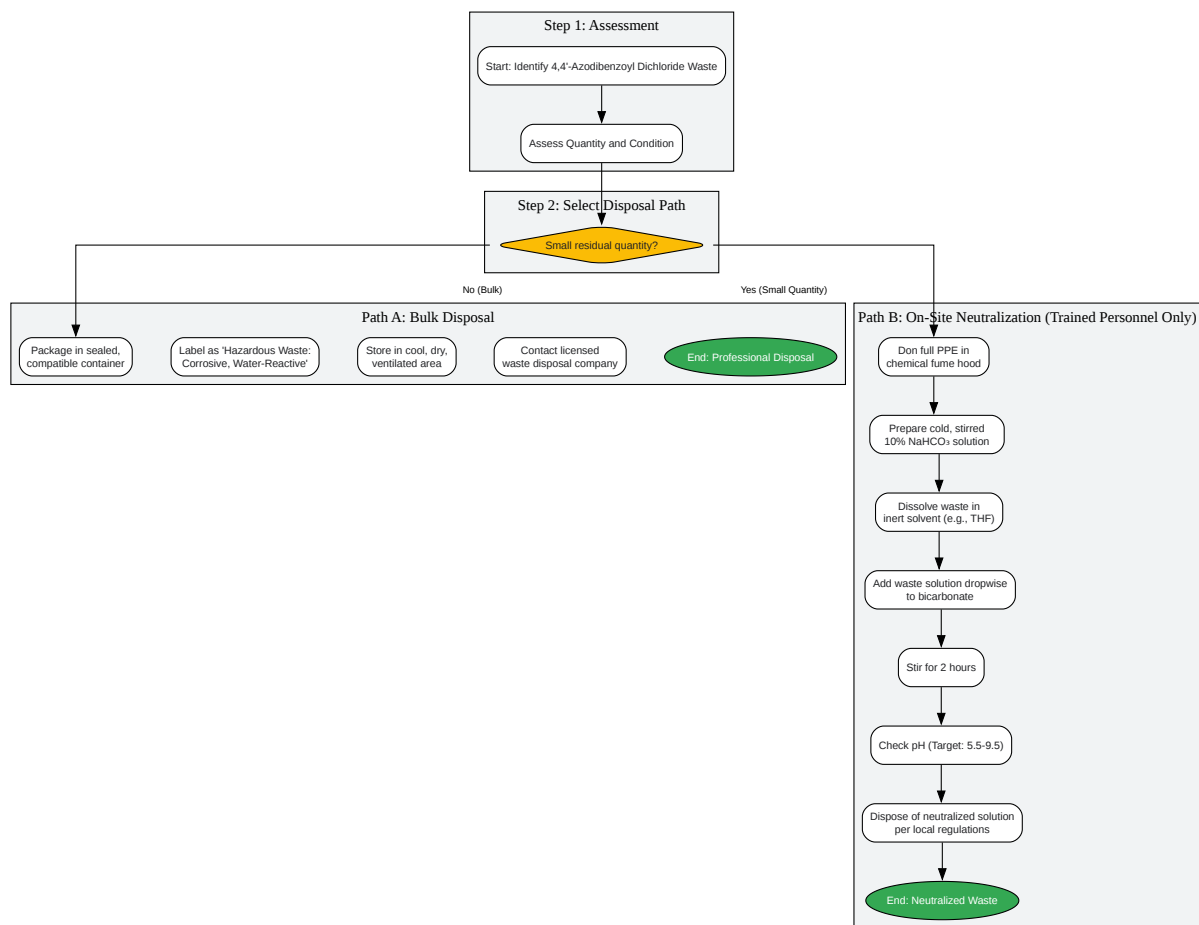 Step 1: Assessment
Start: Identify 4,4'-Azodibenzoyl Dichloride Waste
Assess Quantity and Condition
Step 2: Select Disposal Path
Small residual quantity?
No (Bulk)
Yes (Small Quantity)
Path A: Bulk Disposal
Package in sealed,
compatible container
Label as 'Hazardous Waste:
Corrosive, Water-Reactive'
Store in cool, dry,
ventilated area
Contact licensed
waste disposal company
End: Professional Disposal
Path B: On-Site Neutralization (Trained Personnel Only)
Don full PPE in
chemical fume hood
Prepare cold, stirred
10% NaHCO₃ solution
Dissolve waste in
inert solvent (e.g., THF)
Add waste solution dropwise
to bicarbonate
Stir for 2 hours
Check pH (Target: 5.5-9.5)
Dispose of neutralized solution
per local regulations
End: Neutralized Waste